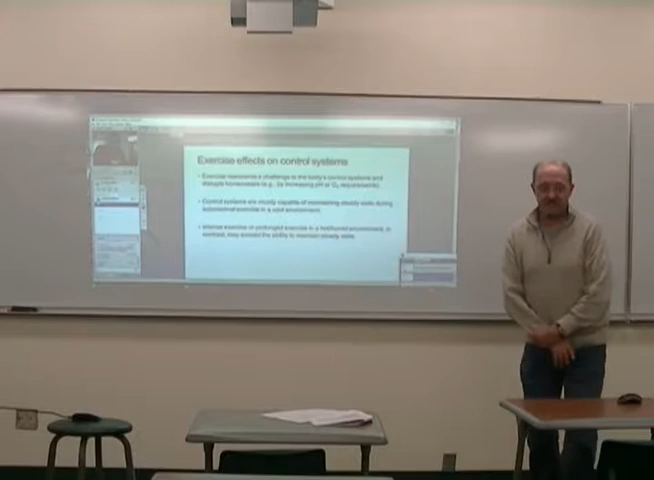 Exercise effects on control systems
Exercise represents a challenge to the body's control systems and
disrupts homeostasis (e.g., by increasing pH or O₂ requirements).
Control systems are mostly capable of maintaining steady state during
submaximal exercise in a cool environment.
Intense exercise or prolonged exercise in a hot/humid environment, in
contrast, may exceed the ability to maintain steady state.